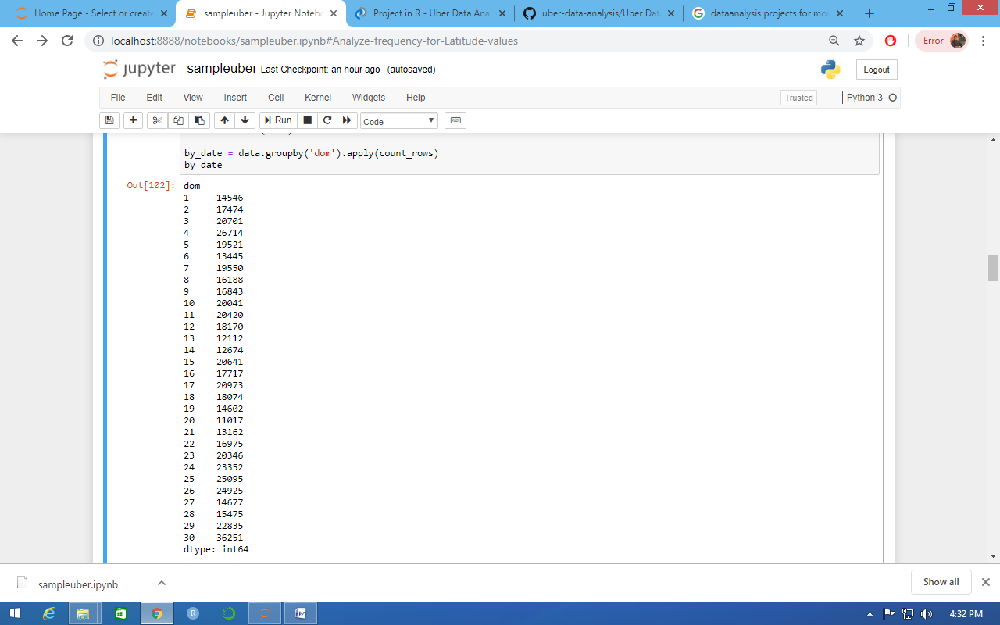 Home Page - Select or create
sampleuber - Jupyter Notebo
Project in R - Uber Data Anal
uber-data-analysis/Uber Dat
dataanalysis projects for mov
localhost:8888/notebooks/sampleuber.ipynb#Analyze-frequency-for-Latitude-values
Error
jupyter sampleuber Last Checkpoint: an hour ago (autosaved)
Logout
File Edit View Insert Cell Kernel Widgets Help
Trusted
Python 3
Run
Code
by_date = data.groupby('dom').apply(count_rows)
by_date
Out[102]: dom
1 14546
2 17474
3 20701
4 26714
5 19521
6 13445
7 19550
8 16188
9 16843
10 20041
11 20420
12 18170
13 12112
14 12674
15 20641
16 17717
17 20973
18 18074
19 14602
20 11017
21 13162
22 16975
23 20346
24 23352
25 25095
26 24925
27 14677
28 15475
29 22835
30 36251
dtype: int64
sampleuber.ipynb
Show all
4:32 PM